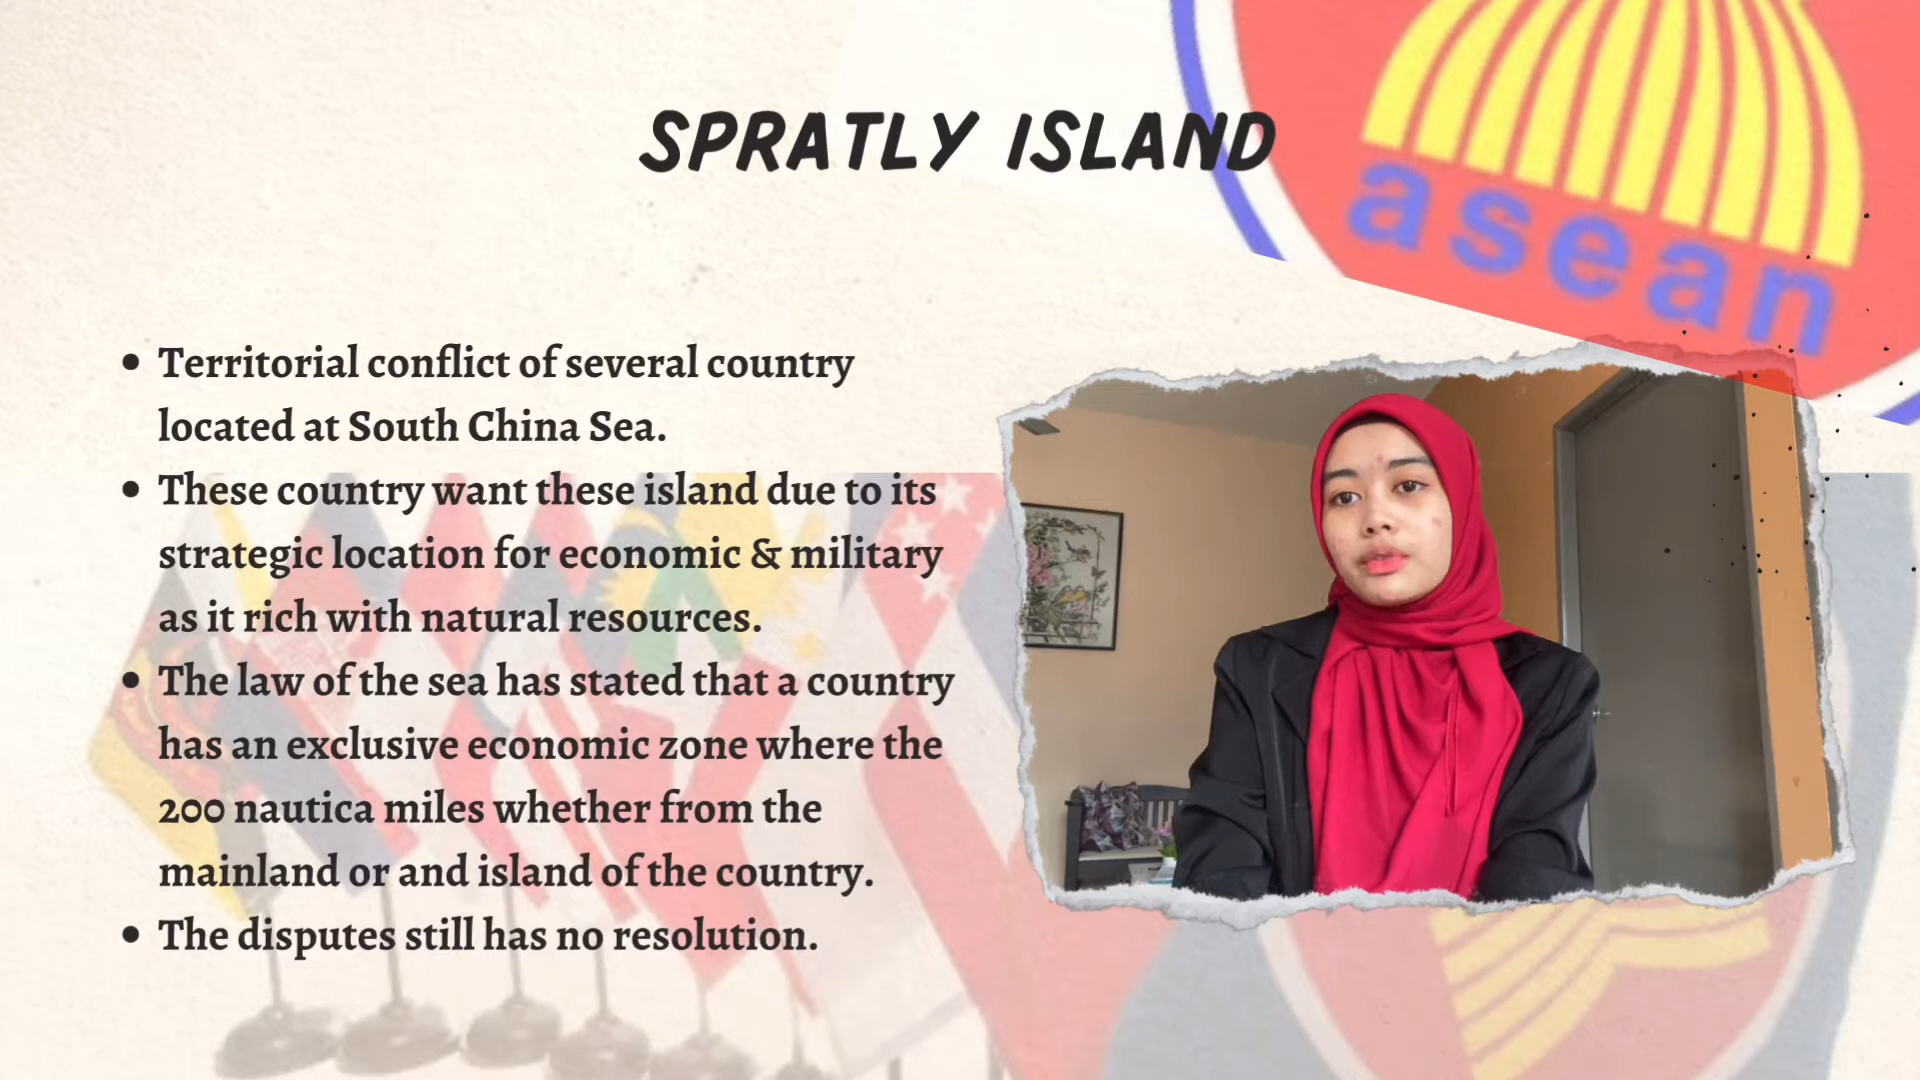 SPRATLY ISLAND
asean
• Territorial conflict of several country
located at South China Sea.
• These country want these island due to its
strategic location for economic & military
as it rich with natural resources.
• The law of the sea has stated that a country
has an exclusive economic zone where the
200 nautica miles whether from the
mainland or and island of the country.
• The disputes still has no resolution.